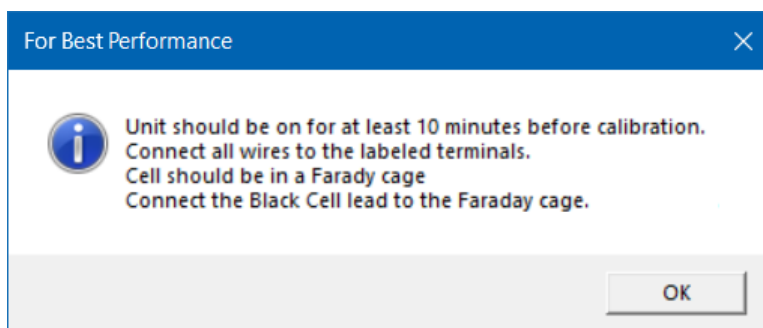 For Best Performance
Unit should be on for at least 10 minutes before calibration.
Connect all wires to the labeled terminals.
Cell should be in a Farady cage
Connect the Black Cell lead to the Faraday cage.
OK